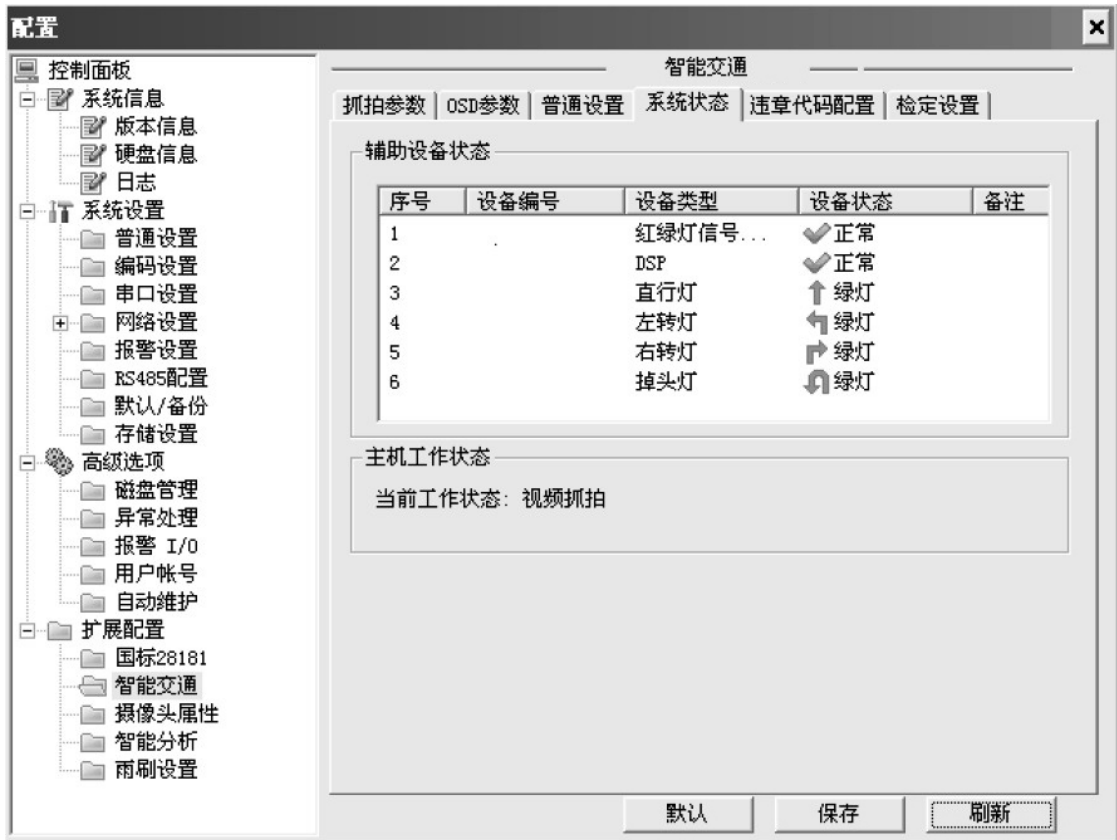 配置
控制面板
系统信息
版本信息
硬盘信息
日志
系统设置
普通设置
编码设置
串口设置
网络设置
报警设置
RS485配置
默认/备份
存储设置
高级选项
磁盘管理
异常处理
报警 I/O
用户帐号
自动维护
扩展配置
国标28181
智能交通
摄像头属性
智能分析
雨刷设置
智能交通
抓拍参数 OSD参数 普通设置 系统状态 违章代码配置 检定设置
辅助设备状态
序号 设备编号 设备类型 设备状态 备注
1 红绿灯信号... 正常
2 DSP 正常
3 直行灯 绿灯
4 左转灯 绿灯
5 右转灯 绿灯
6 掉头灯 绿灯
主机工作状态
当前工作状态: 视频抓拍
默认 保存 刷新